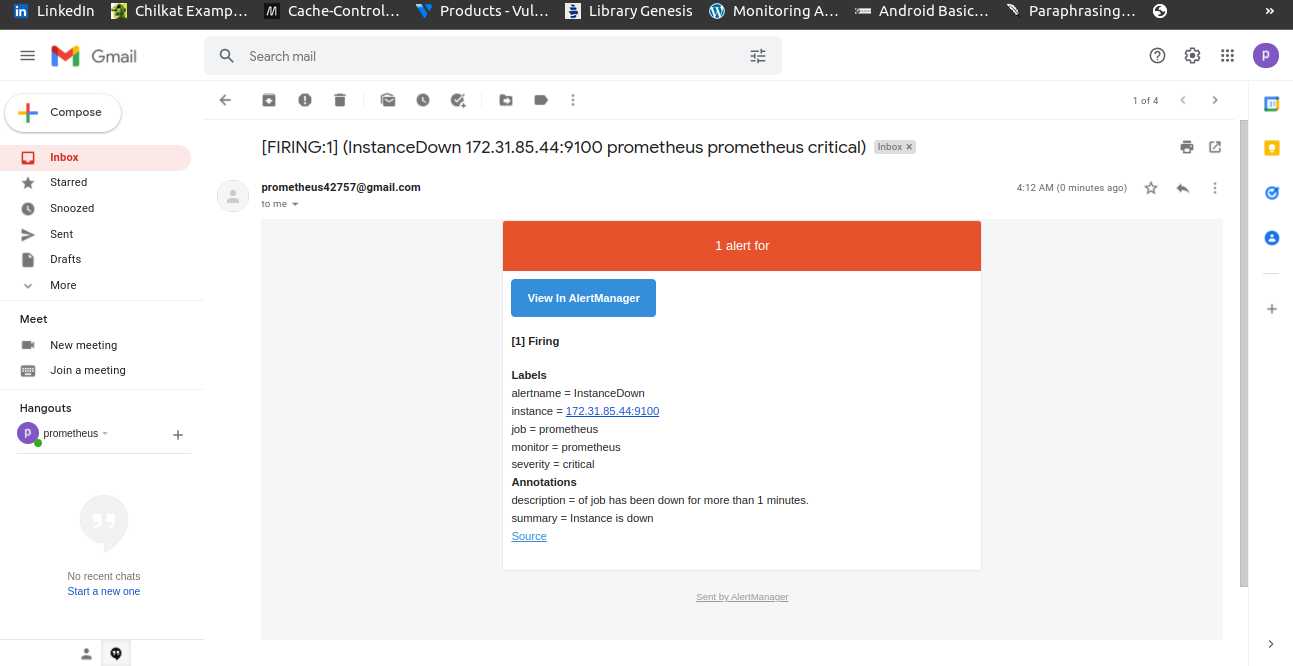 LinkedIn Chilkat Examp... Cache-Control... Products - Vul... Library Genesis Monitoring A... Android Basic... Paraphrasing... »
Gmail Search mail P
Compose
1 of 4
[FIRING:1] (InstanceDown 172.31.85.44:9100 prometheus prometheus critical) Inbox ×
prometheus42757@gmail.com 4:12 AM (0 minutes ago)
to me
Inbox
Starred
Snoozed
Sent
Drafts
More
Meet
New meeting
Join a meeting
Hangouts
P prometheus
No recent chats
Start a new one
1 alert for
View In AlertManager
[1] Firing
Labels
alertname = InstanceDown
instance = 172.31.85.44:9100
job = prometheus
monitor = prometheus
severity = critical
Annotations
description = of job has been down for more than 1 minutes.
summary = Instance is down
Source
Sent by AlertManager